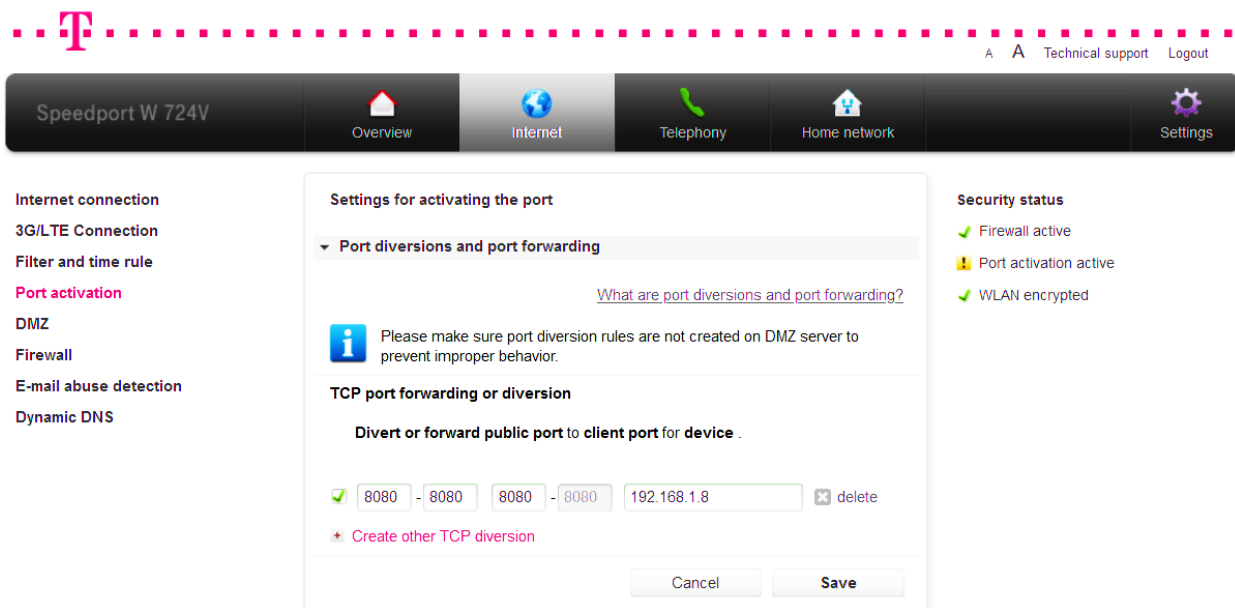 T
A A Technical support Logout
Speedport W 724V
Overview Internet Telephony Home network Settings
Internet connection
3G/LTE Connection
Filter and time rule
Port activation
DMZ
Firewall
E-mail abuse detection
Dynamic DNS
Settings for activating the port
Port diversions and port forwarding
What are port diversions and port forwarding?
i Please make sure port diversion rules are not created on DMZ server to
prevent improper behavior.
TCP port forwarding or diversion
Divert or forward public port to client port for device .
8080 - 8080 8080 - 8080 192.168.1.8 delete
+ Create other TCP diversion
Cancel Save
Security status
Firewall active
! Port activation active
WLAN encrypted